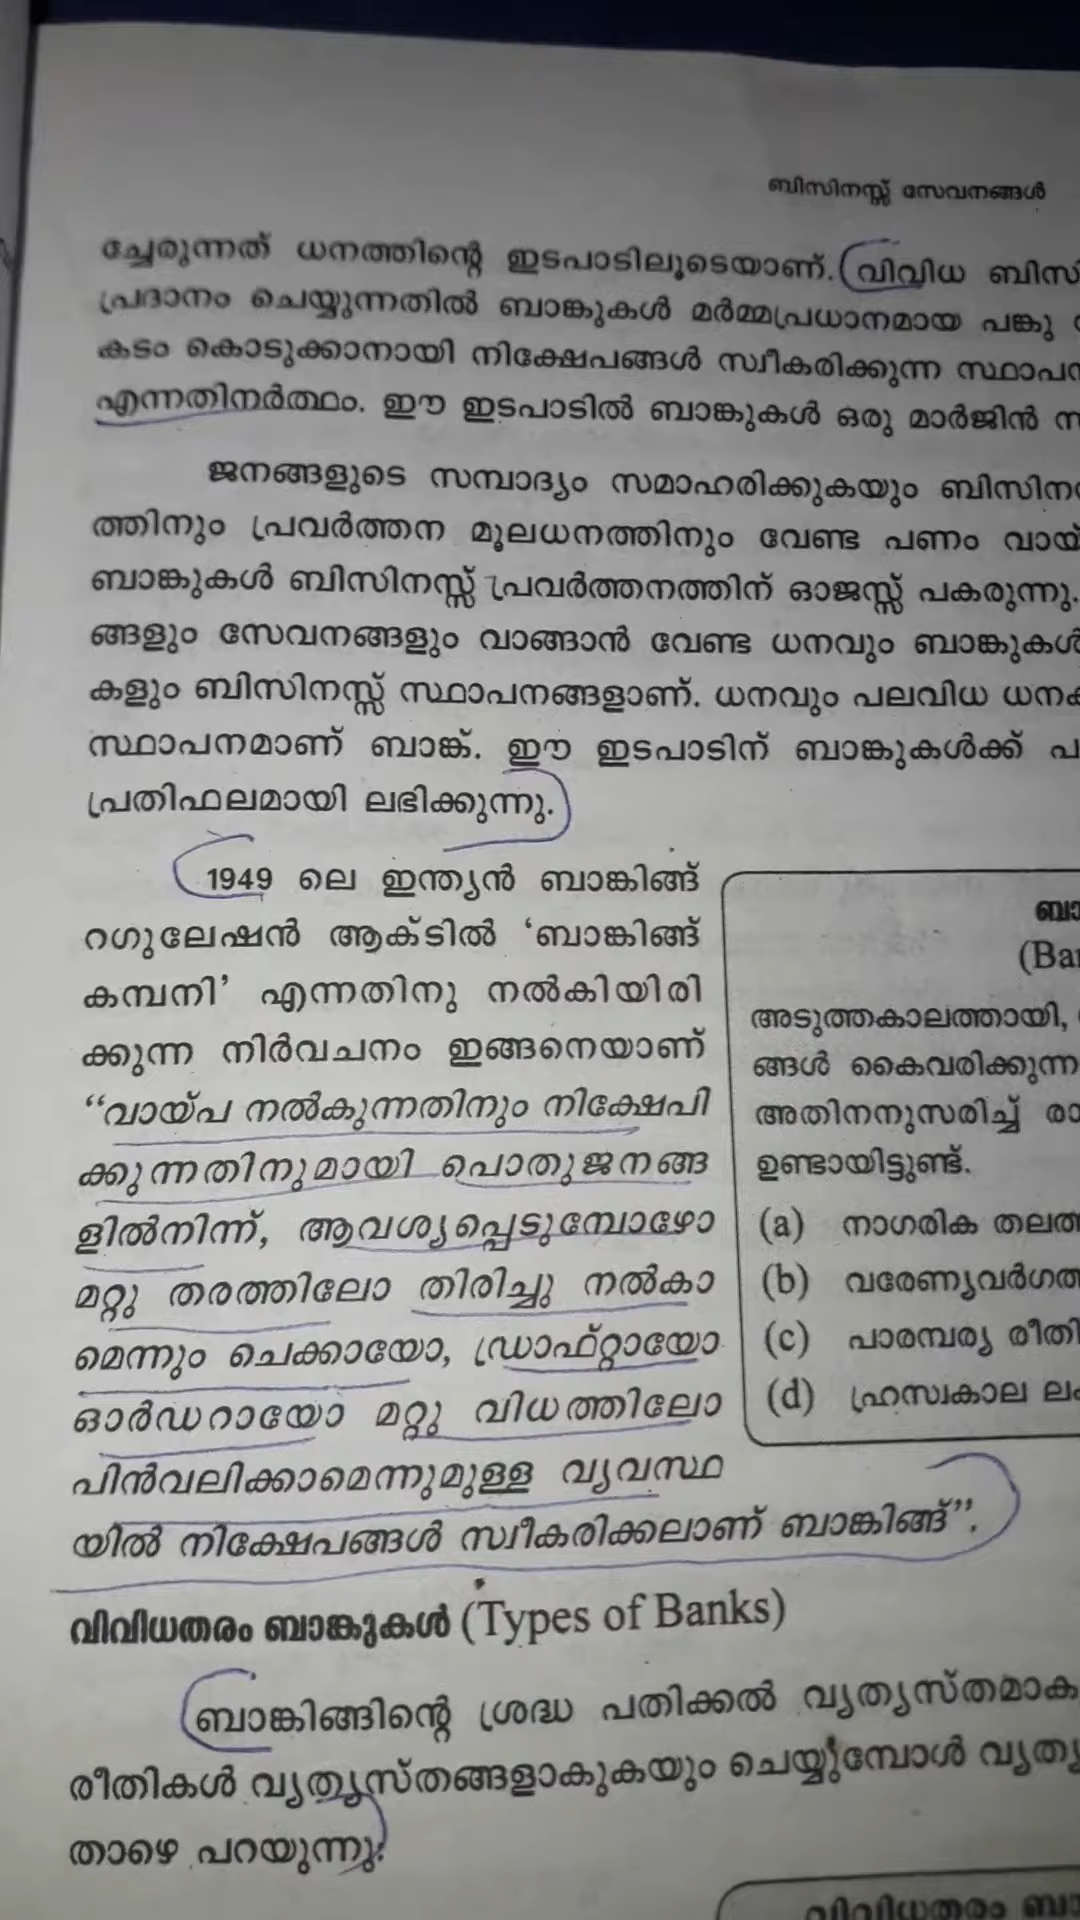 ബിസിനസ്സ് സേവനങ്ങൾ
ച്ചേരുന്നത് ധനത്തിന്റെ ഇടപാടിലൂടെയാണ്. വിവിധ
പ്രദാനം ചെയ്യുന്നതിൽ ബാങ്കുകൾ മർമ്മപ്രധാനമായ പങ്കു
കടം കൊടുക്കാനായി നിക്ഷേപങ്ങൾ സ്വീകരിക്കുന്ന
എന്നതിനർത്ഥം. ഈ ഇടപാടിൽ ബാങ്കുകൾ ഒരു മാർജിൻ
ജനങ്ങളുടെ സമ്പാദ്യം സമാഹരിക്കുകയും
ത്തിനും പ്രവർത്തന മൂലധനത്തിനും വേണ്ട പണം
ബാങ്കുകൾ ബിസിനസ്സ് പ്രവർത്തനത്തിന് ഓജസ്സ് പകരുന്നു.
ങ്ങളും സേവനങ്ങളും വാങ്ങാൻ വേണ്ട ധനവും ബാങ്കുകൾ
കളും ബിസിനസ്സ് സ്ഥാപനങ്ങളാണ്. ധനവും പലവിധ
സ്ഥാപനമാണ് ബാങ്ക്. ഈ ഇടപാടിന് ബാങ്കുകൾക്ക്
പ്രതിഫലമായി ലഭിക്കുന്നു.
1949 ലെ ഇന്ത്യൻ ബാങ്കിങ്ങ്
റഗുലേഷൻ ആക്ടിൽ ‘ബാങ്കിങ്ങ്
കമ്പനി’ എന്നതിനു നൽകിയിരി
ക്കുന്ന നിർവചനം ഇങ്ങനെയാണ്
“വായ്പ നൽകുന്നതിനും നിക്ഷേപി
ക്കുന്നതിനുമായി പൊതുജനങ്ങ
ളിൽനിന്ന്, ആവശ്യപ്പെടുമ്പോഴോ
മറ്റു തരത്തിലോ തിരിച്ചു നൽകാ
മെന്നും ചെക്കായോ, ഡ്രാഫ്റ്റായോ
ഓർഡറായോ മറ്റു വിധത്തിലോ
പിൻവലിക്കാമെന്നുമുള്ള വ്യവസ്ഥ
യിൽ നിക്ഷേപങ്ങൾ സ്വീകരിക്കലാണ് ബാങ്കിങ്ങ്”.
അടുത്തകാലത്തായി,
ങ്ങൾ കൈവരിക്കുന്ന
അതിനനുസരിച്ച്
ഉണ്ടായിട്ടുണ്ട്.
(a) നാഗരിക
(b)
(c) പാരമ്പര്യ രീതി
(d) ഹ്രസ്വകാല
വിവിധതരം ബാങ്കുകൾ (Types of Banks)
ബാങ്കിങ്ങിന്റെ ശ്രദ്ധ പതിക്കൽ
രീതികൾ വ്യത്യസ്തങ്ങളാകുകയും ചെയ്യുമ്പോൾ
താഴെ പറയുന്നു.
വിവിധതരം